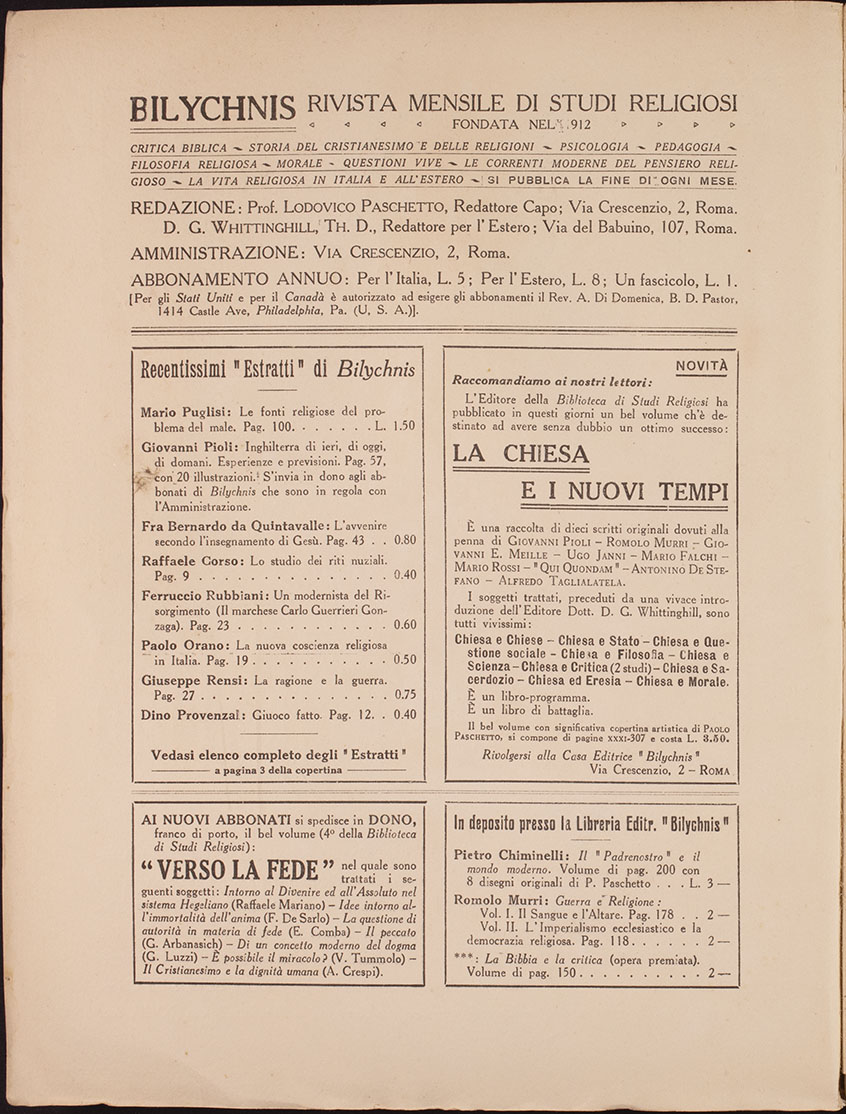 BILYCHNIS RIVISTA MENSILE DI STUDI RELIGIOSI
FONDATA NEL 1912
CRITICA BIBLICA ~ STORIA DEL CRISTIANESIMO E DELLE RELIGIONI ~ PSICOLOGIA ~ PEDAGOGIA ~
FILOSOFIA RELIGIOSA ~ MORALE - QUESTIONI VIVE ~ LE CORRENTI MODERNE DEL PENSIERO RELI-
GIOSO ~ LA VITA RELIGIOSA IN ITALIA E ALL'ESTERO ~ SI PUBBLICA LA FINE DI OGNI MESE.
REDAZIONE: Prof. LODOVICO PASCHETTO, Redattore Capo; Via Crescenzio, 2, Roma.
D. G. WHITTINGHILL, TH. D., Redattore per l'Estero; Via del Babuino, 107, Roma.
AMMINISTRAZIONE: VIA CRESCENZIO, 2, Roma.
ABBONAMENTO ANNUO: Per l'Italia, L. 5; Per l'Estero, L. 8; Un fascicolo, L. 1.
[Per gli Stati Uniti e per il Canadà è autorizzato ad esigere gli abbonamenti il Rev. A. Di Domenica, B. D. Pastor,
1414 Castle Ave, Philadelphia, Pa. (U. S. A.)].
Recentissimi "Estratti" di Bilychnis
Mario Puglisi: Le fonti religiose del pro-
blema del male. Pag. 100. . . . . . . L. 1.50
Giovanni Pioli: Inghilterra di ieri, di oggi,
di domani. Esperienze e previsioni. Pag. 57,
con 20 illustrazioni. S'invia in dono agli ab-
bonati di Bilychnis che sono in regola con
l'Amministrazione.
Fra Bernardo da Quintavalle: L'avvenire
secondo l'insegnamento di Gesù. Pag. 43 . . 0.80
Raffaele Corso: Lo studio dei riti nuziali.
Pag. 9 . . . . . . . . . . . . . . 0.40
Ferruccio Rubbiani: Un modernista del Ri-
sorgimento (Il marchese Carlo Guerrieri Gon-
zaga). Pag. 23 . . . . . . . . . . . 0.60
Paolo Orano: La nuova coscienza religiosa
in Italia. Pag. 19 . . . . . . . . . . 0.50
Giuseppe Rensi: La ragione e la guerra.
Pag. 27 . . . . . . . . . . . . . . 0.75
Dino Provenzal: Giuoco fatto. Pag. 12. . 0.40
Vedasi elenco completo degli "Estratti"
a pagina 3 della copertina
NOVITÀ
Raccomandiamo ai nostri lettori:
L'Editore della Biblioteca di Studi Religiosi ha
pubblicato in questi giorni un bel volume ch'è de-
stinato ad avere senza dubbio un ottimo successo:
LA CHIESA
E I NUOVI TEMPI
È una raccolta di dieci scritti originali dovuti alla
penna di GIOVANNI PIOLI – ROMOLO MURRI – GIO-
VANNI E. MEILLE – UGO JANNI – MARIO FALCHI –
MARIO ROSSI – "QUI QUONDAM" – ANTONINO DE STE-
FANO – ALFREDO TAGLIALATELA.
I soggetti trattati, preceduti da una vivace intro-
duzione dell'Editore Dott. D. G. Whittinghill, sono
tutti vivissimi:
Chiesa e Chiese – Chiesa e Stato – Chiesa e Que-
stione sociale – Chiesa e Filosofia – Chiesa e
Scienza – Chiesa e Critica (2 studi) – Chiesa e Sa-
cerdozio – Chiesa ed Eresia – Chiesa e Morale.
È un libro-programma.
È un libro di battaglia.
Il bel volume con significativa copertina artistica di PAOLO
PASCHETTO, si compone di pagine XXXI-307 e costa L. 3.50.
Rivolgersi alla Casa Editrice "Bilychnis"
Via Crescenzio, 2 – ROMA
AI NUOVI ABBONATI si spedisce in DONO,
franco di porto, il bel volume (4º della Biblioteca
di Studi Religiosi):
"VERSO LA FEDE" nel quale sono
trattati i se-
guenti soggetti: Intorno al Divenire ed all'Assoluto nel
sistema Hegeliano (Raffaele Mariano) – Idee intorno al-
l'immortalità dell'anima (F. De Sarlo) – La questione di
autorità in materia di fede (E. Comba) – Il peccato
(G. Arbanasich) – Di un concetto moderno del dogma
(G. Luzzi) – È possibile il miracolo? (V. Tummolo) –
Il Cristianesimo e la dignità umana (A. Crespi).
In deposito presso la Libreria Editr. "Bilychnis"
Pietro Chiminelli: Il "Padrenostro" e il
mondo moderno. Volume di pag. 200 con
8 disegni originali di P. Paschetto . . . L. 3 —
Romolo Murri: Guerra e Religione:
Vol. I. Il Sangue e l'Altare. Pag. 178 . . 2 —
Vol. II. L'Imperialismo ecclesiastico e la
democrazia religiosa. Pag. 118. . . . . . 2 —
***: La Bibbia e la critica (opera premiata).
Volume di pag. 150 . . . . . . . . . . 2 —